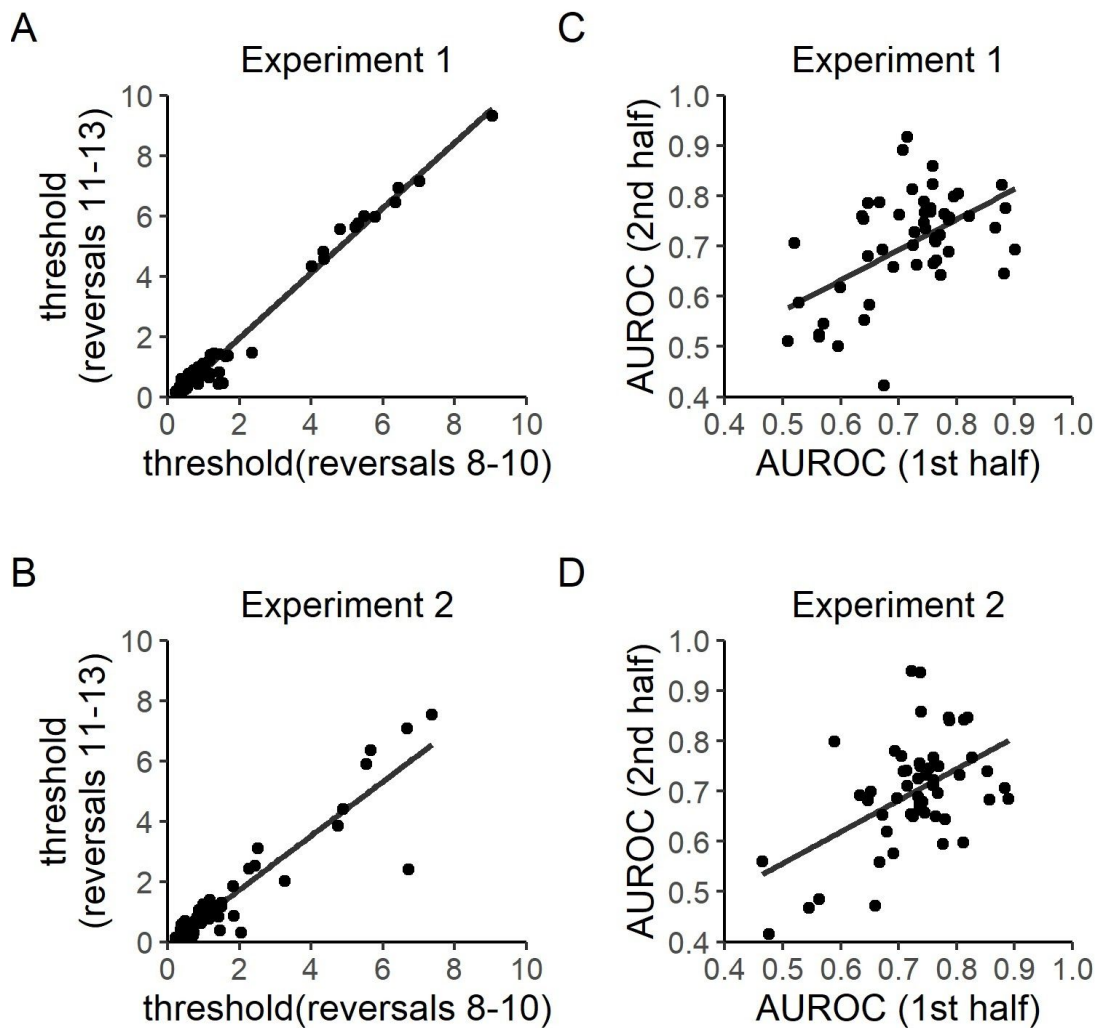 A
Experiment 1
threshold
(reversals 11-13)
10
8
6
4
2
0
0 2 4 6 8 10
threshold(reversals 8-10)
C
Experiment 1
AUROC (2nd half)
1.0
0.9
0.8
0.7
0.6
0.5
0.4
0.4 0.5 0.6 0.7 0.8 0.9 1.0
AUROC (1st half)
B
Experiment 2
threshold
(reversals 11-13)
10
8
6
4
2
0
0 2 4 6 8 10
threshold(reversals 8-10)
D
Experiment 2
AUROC (2nd half)
1.0
0.9
0.8
0.7
0.6
0.5
0.4
0.4 0.5 0.6 0.7 0.8 0.9 1.0
AUROC (1st half)